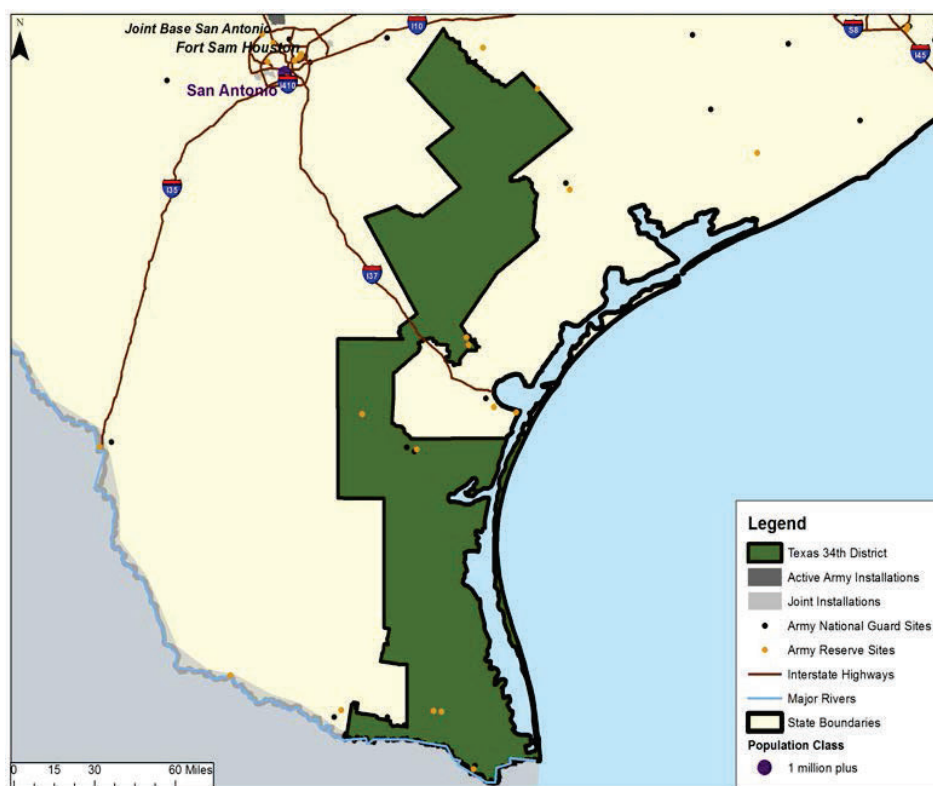 N
Joint Base San Antonio
Fort Sam Houston
San Antonio
I10
I410
I35
I37
S8
I45
Legend
Texas 34th District
Active Army Installations
Joint Installations
Army National Guard Sites
Army Reserve Sites
Interstate Highways
Major Rivers
State Boundaries
Population Class
1 million plus
0 15 30 60 Miles